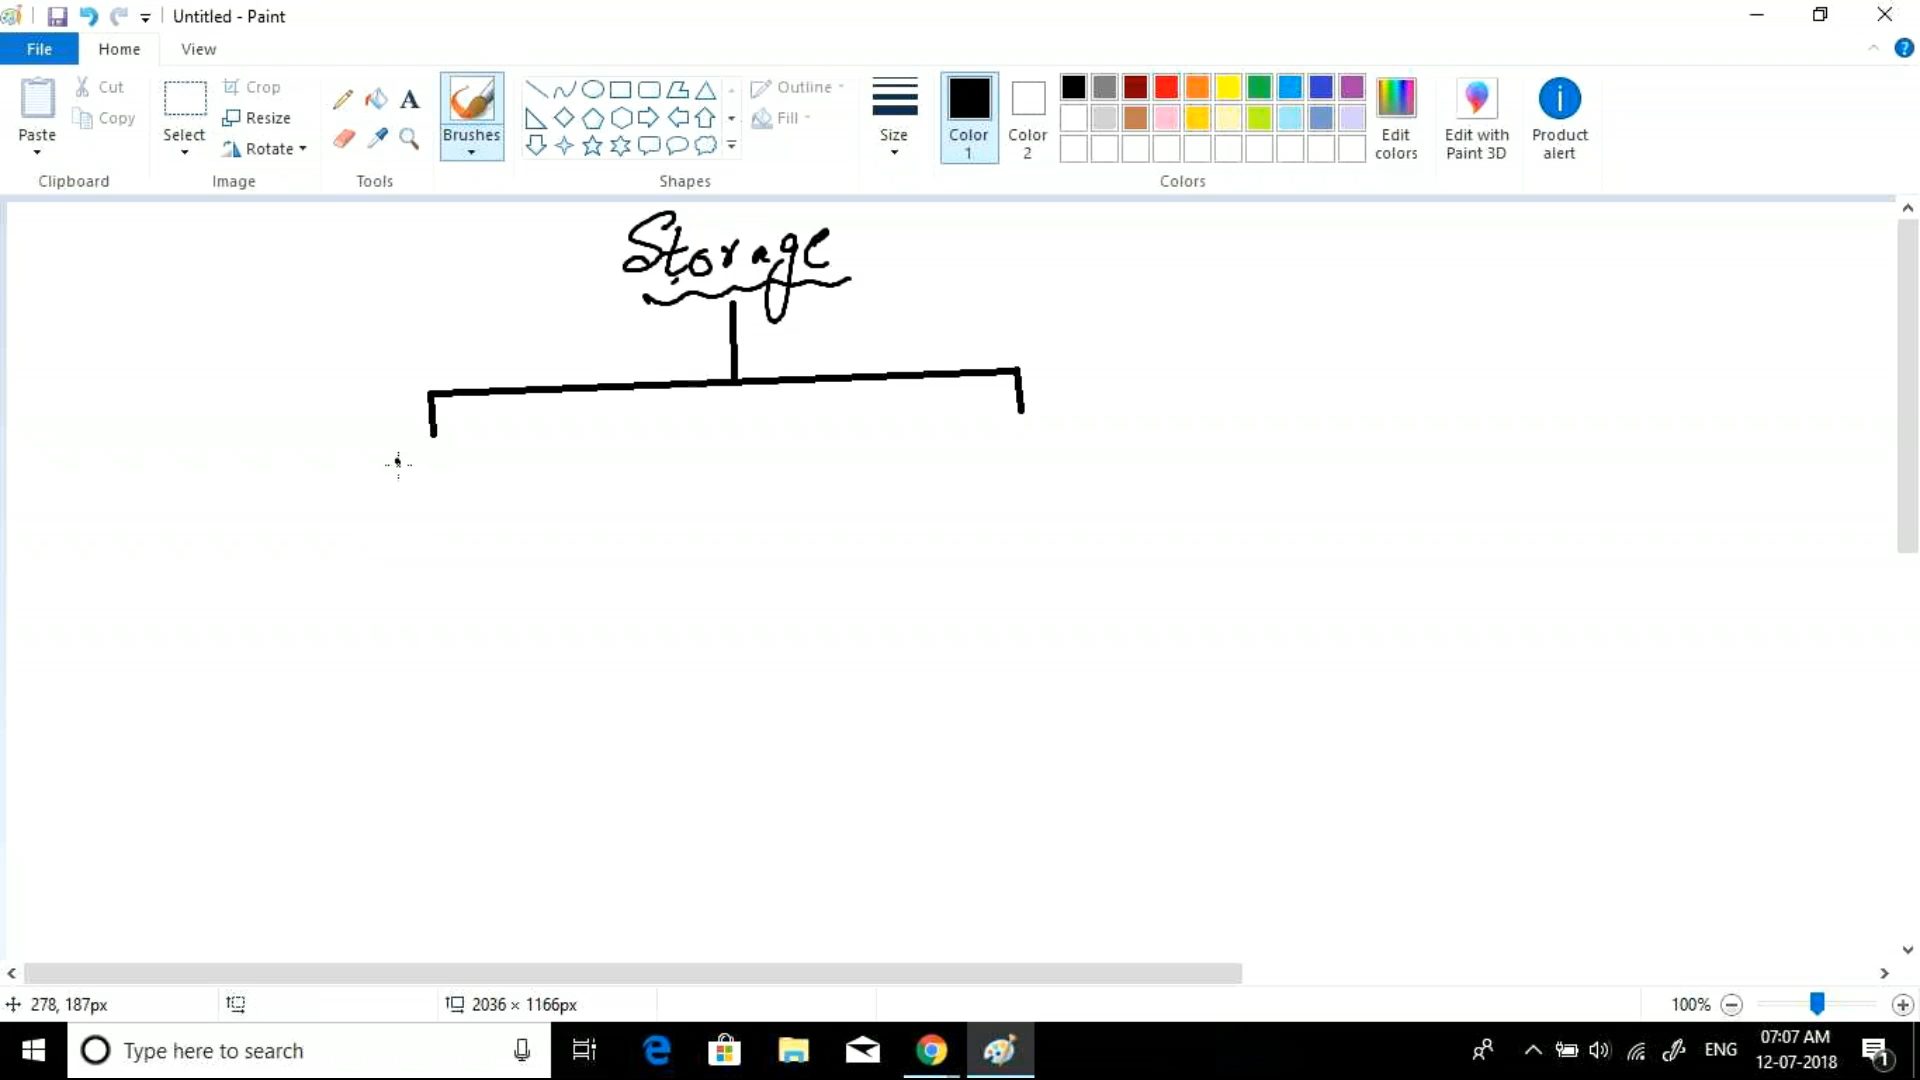 Untitled - Paint
File Home View
Paste
Cut
Copy
Clipboard
Select
Crop
Resize
Rotate
Image
Tools
Brushes
Outline
Fill
Shapes
Size
Color 1
Color 2
Edit colors
Colors
Edit with Paint 3D
Product alert
Storage
278, 187px
2036 × 1166px
100%
Type here to search
ENG
07:07 AM
12-07-2018
1